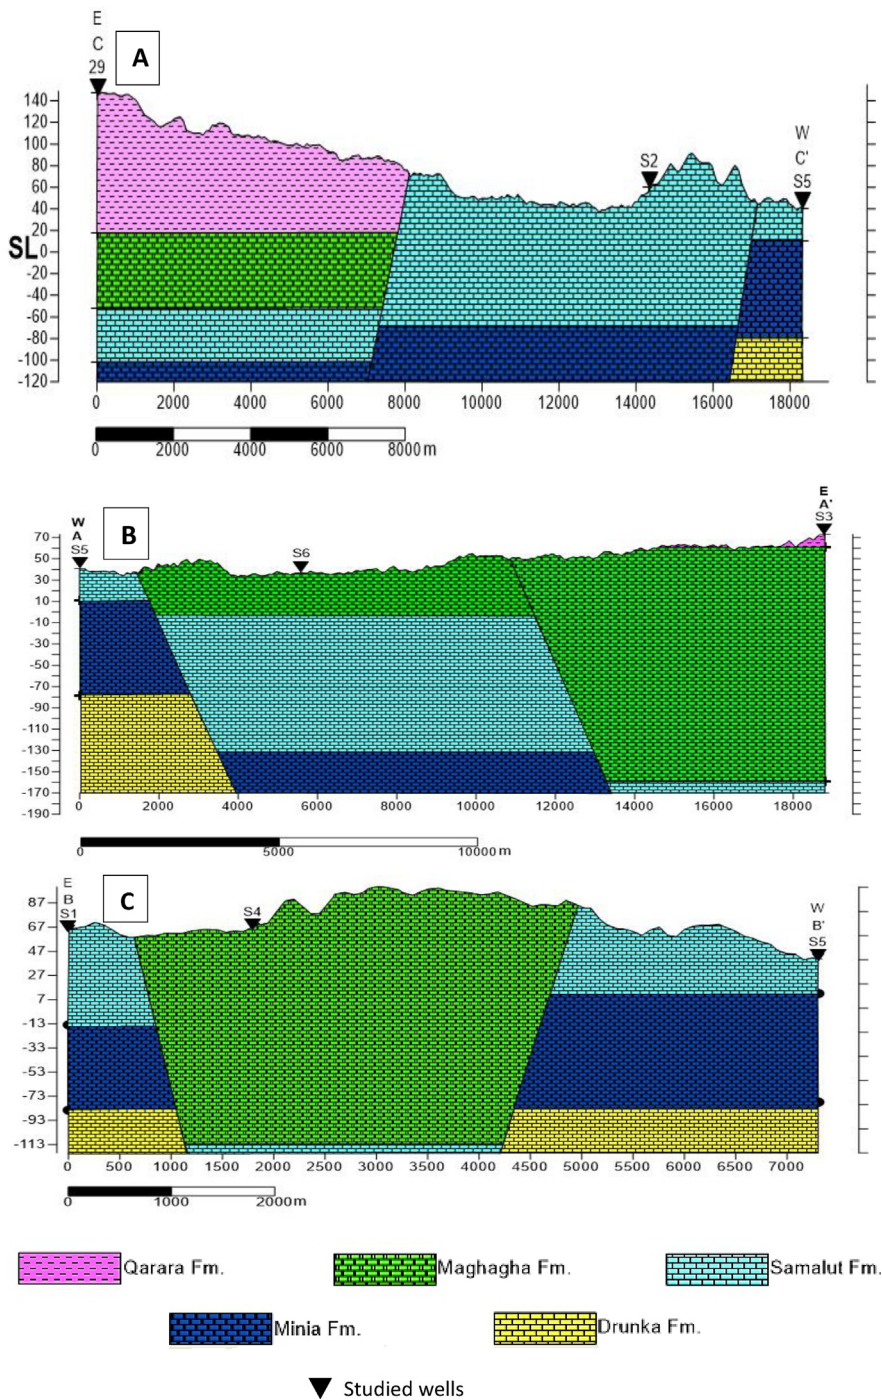 E
C
29
A
W
C'
S5
S2
140
120
100
80
60
40
20
SL 0
-20
-40
-60
-80
-100
-120
0 2000 4000 6000 8000 10000 12000 14000 16000 18000
0 2000 4000 6000 8000 m
W
A
S5
B
S6
E
A'
S3
70
50
30
10
-10
-30
-50
-70
-90
-110
-130
-150
-170
-190
0 2000 4000 6000 8000 10000 12000 14000 16000 18000
0 5000 10000 m
E
B
S1
C
S4
W
B'
S5
87
67
47
27
7
-13
-33
-53
-73
-93
-113
0 500 1000 1500 2000 2500 3000 3500 4000 4500 5000 5500 6000 6500 7000
0 1000 2000 m
Qarara Fm. Maghagha Fm. Samalut Fm.
Minia Fm. Drunka Fm.
Studied wells